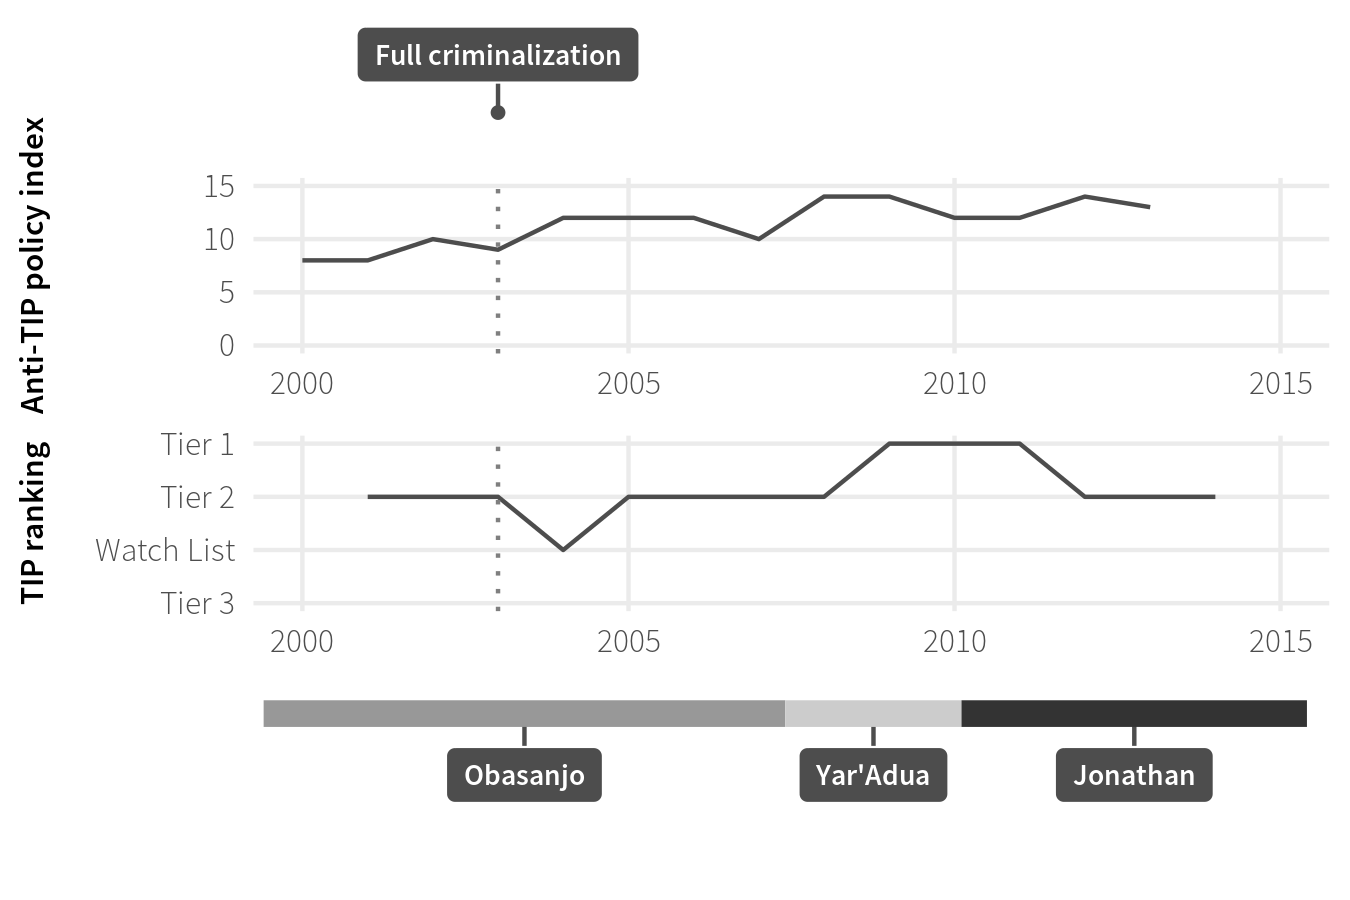 Full criminalization
Anti-TIP policy index
15
10
5
0
2000 2005 2010 2015
TIP ranking
Tier 1
Tier 2
Watch List
Tier 3
2000 2005 2010 2015
Obasanjo Yar'Adua Jonathan